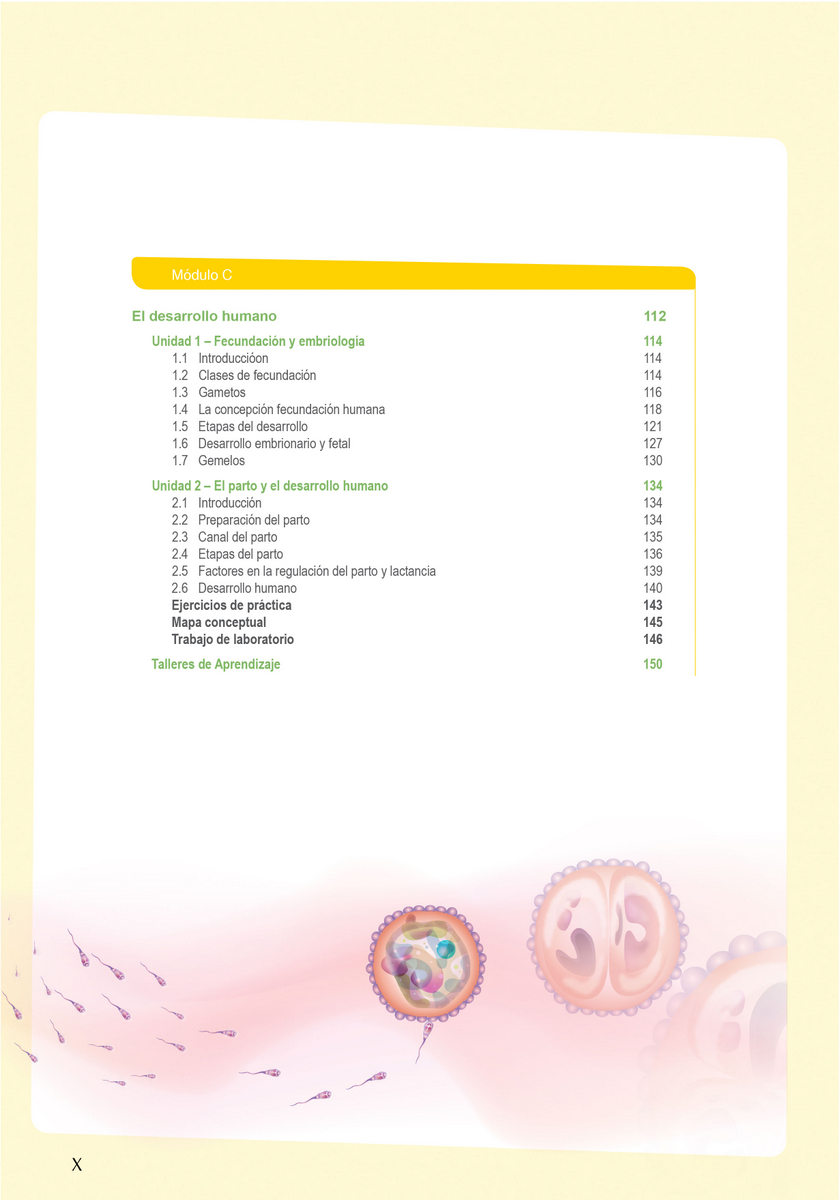 Módulo C
El desarrollo humano 112
Unidad 1 – Fecundación y embriología 114
1.1 Introduccióon 114
1.2 Clases de fecundación 114
1.3 Gametos 116
1.4 La concepción fecundación humana 118
1.5 Etapas del desarrollo 121
1.6 Desarrollo embrionario y fetal 127
1.7 Gemelos 130
Unidad 2 – El parto y el desarrollo humano 134
2.1 Introducción 134
2.2 Preparación del parto 134
2.3 Canal del parto 135
2.4 Etapas del parto 136
2.5 Factores en la regulación del parto y lactancia 139
2.6 Desarrollo humano 140
Ejercicios de práctica 143
Mapa conceptual 145
Trabajo de laboratorio 146
Talleres de Aprendizaje 150
X